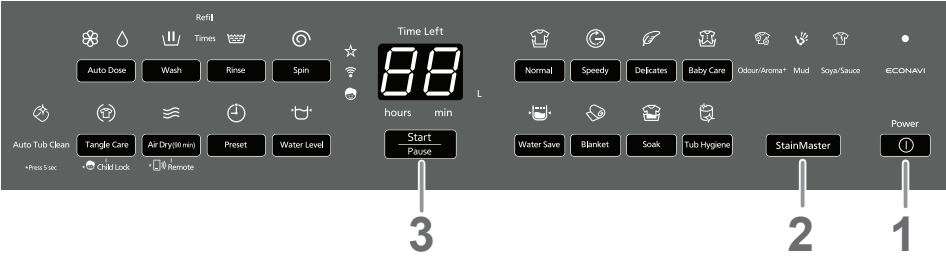 Refill
Times
Auto Dose
Wash
Rinse
Spin
Auto Tub Clean
*Press 5 sec
Tangle Care
* Child Lock
Air Dry(90 min)
* Remote
Preset
Water Level
Time Left
88
L
hours min
Start
Pause
Normal
Speedy
Delicates
Baby Care
Odour/Aroma+
Mud
Soya/Sauce
ECONAVI
Water Save
Blanket
Soak
Tub Hygiene
StainMaster
Power
3
2
1